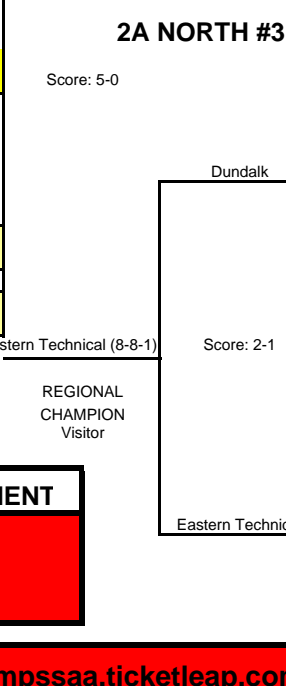 2A NORTH #3
Score: 5-0
Dundalk
stern Technical (8-8-1)
Score: 2-1
REGIONAL
CHAMPION
Visitor
IENT
Eastern Technic
mpssaa.ticketleap.cor